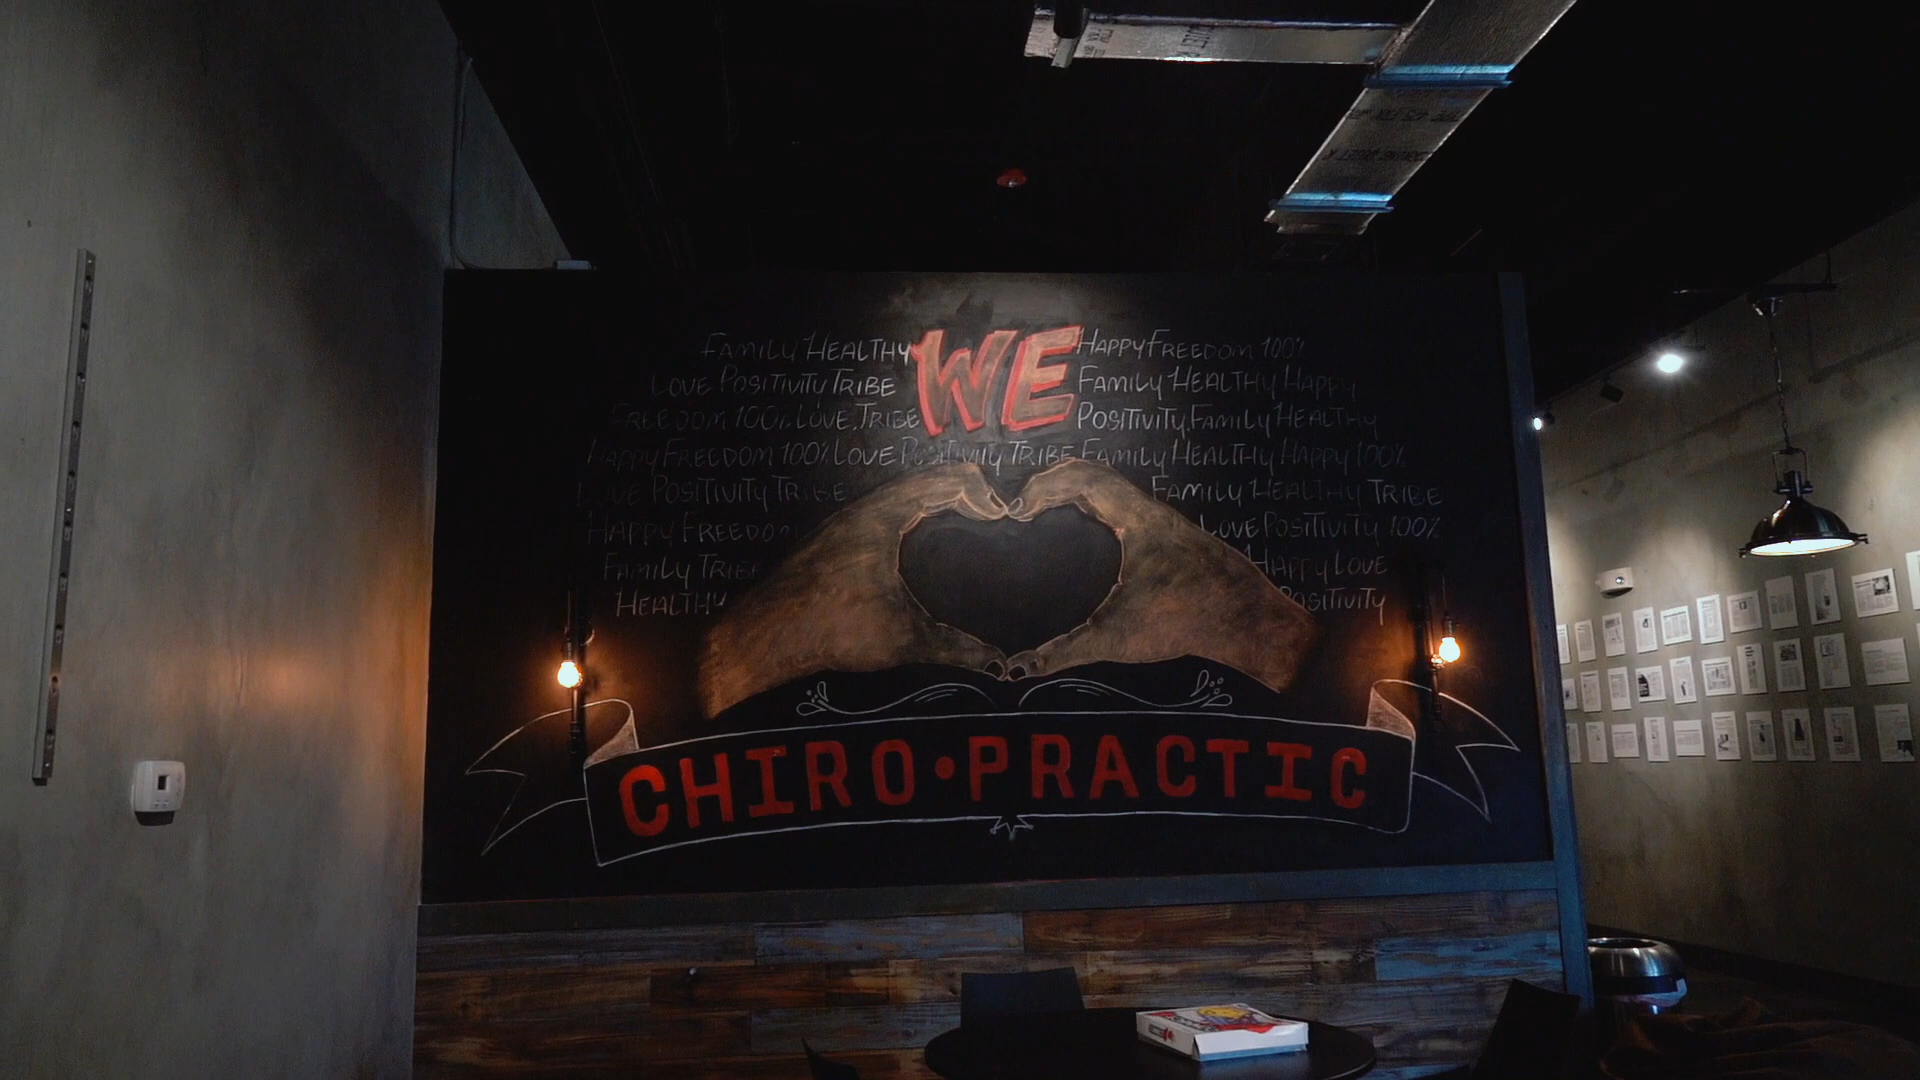 FAMILY HEALTHY WE HAPPY FREEDOM 100%
LOVE POSITIVITY TRIBE FAMILY HEALTHY HAPPY
FREEDOM 100% LOVE.TRIBE POSITIVITY.FAMILY HEALTHY
HAPPY FREEDOM 100% LOVE POSITIVITY TRIBE FAMILY HEALTHY HAPPY 100%
LOVE POSITIVITY TRIBE FAMILY HEALTHY TRIBE
HAPPY FREEDOM LOVE POSITIVITY 100%
FAMILY TRIBE HAPPY LOVE
HEALTHY POSITIVITY
CHIRO•PRACTIC